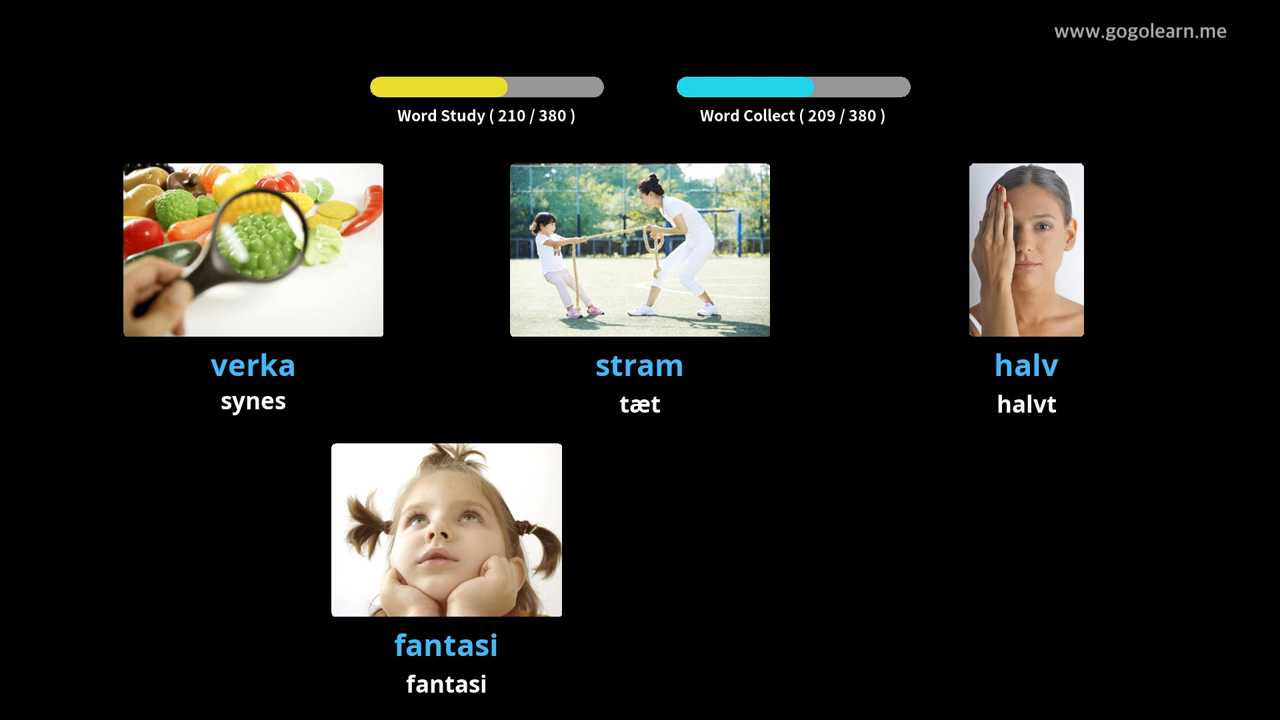 www.gogolearn.me
Word Study ( 210 / 380 )
Word Collect ( 209 / 380 )
verka
synes
stram
tæt
halv
halvt
fantasi
fantasi